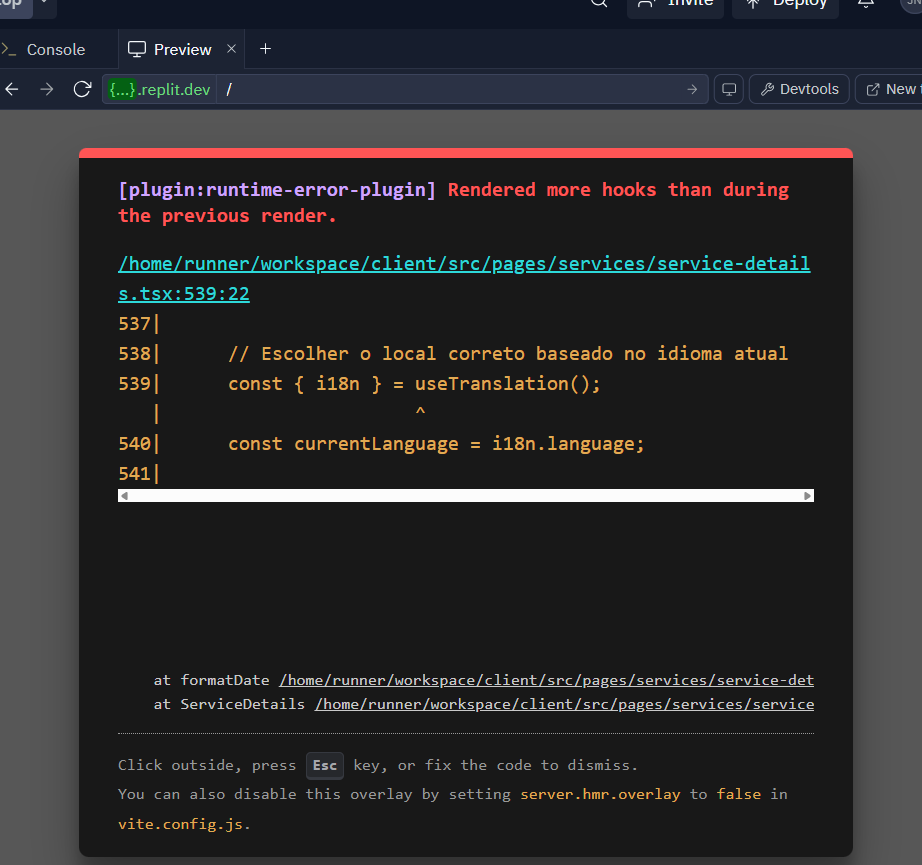 Invite
Deploy
Console
Preview
{...}.replit.dev /
Devtools
New
[plugin:runtime-error-plugin] Rendered more hooks than during
the previous render.
/home/runner/workspace/client/src/pages/services/service-detail
s.tsx:539:22
537|
538| // Escolher o local correto baseado no idioma atual
539| const { i18n } = useTranslation();
| ^
540| const currentLanguage = i18n.language;
541|
at formatDate /home/runner/workspace/client/src/pages/services/service-det
at ServiceDetails /home/runner/workspace/client/src/pages/services/service
Click outside, press Esc key, or fix the code to dismiss.
You can also disable this overlay by setting server.hmr.overlay to false in
vite.config.js.